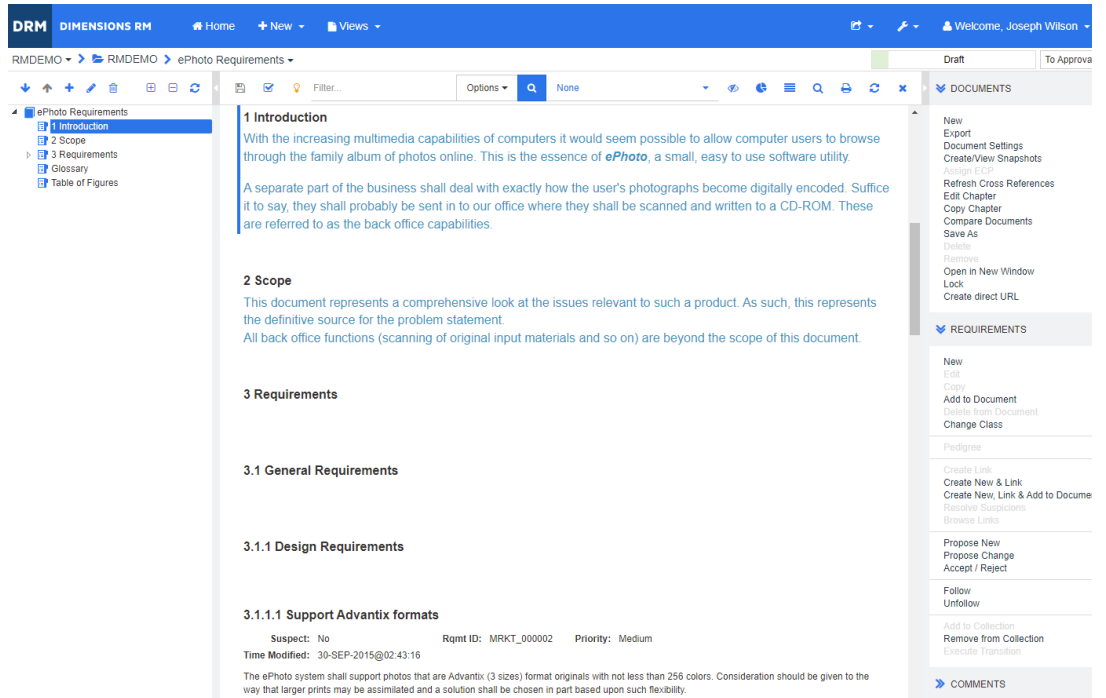 DRM DIMENSIONS RM Home New Views Welcome, Joseph Wilson
RMDEMO RMDEMO ePhoto Requirements Draft To Approva
Filter... Options None
ePhoto Requirements
1 Introduction
2 Scope
3 Requirements
Glossary
Table of Figures
1 Introduction
With the increasing multimedia capabilities of computers it would seem possible to allow computer users to browse
through the family album of photos online. This is the essence of ePhoto, a small, easy to use software utility.
A separate part of the business shall deal with exactly how the user's photographs become digitally encoded. Suffice
it to say, they shall probably be sent in to our office where they shall be scanned and written to a CD-ROM. These
are referred to as the back office capabilities.
2 Scope
This document represents a comprehensive look at the issues relevant to such a product. As such, this represents
the definitive source for the problem statement.
All back office functions (scanning of original input materials and so on) are beyond the scope of this document.
3 Requirements
3.1 General Requirements
3.1.1 Design Requirements
3.1.1.1 Support Advantix formats
Suspect: No Rqmt ID: MRKT_000002 Priority: Medium
Time Modified: 30-SEP-2015@02:43:16
The ePhoto system shall support photos that are Advantix (3 sizes) format originals with not less than 256 colors. Consideration should be given to the
way that larger prints may be assimilated and a solution shall be chosen in part based upon such flexibility.
DOCUMENTS
New
Export
Document Settings
Create/View Snapshots
Assign ECP
Refresh Cross References
Edit Chapter
Copy Chapter
Compare Documents
Save As
Delete
Remove
Open in New Window
Lock
Create direct URL
REQUIREMENTS
New
Edit
Copy
Add to Document
Delete from Document
Change Class
Pedigree
Create Link
Create New & Link
Create New, Link & Add to Docume
Resolve Suspicions
Browse Links
Propose New
Propose Change
Accept / Reject
Follow
Unfollow
Add to Collection
Remove from Collection
Execute Transition
COMMENTS